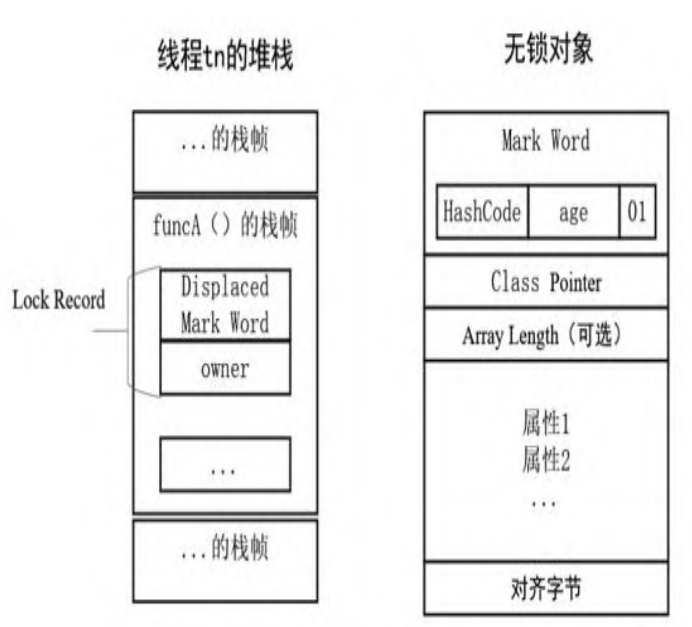 线程tn的堆栈
...的栈帧
funcA（）的栈帧
Lock Record
Displaced
Mark Word
owner
...
...的栈帧
无锁对象
Mark Word
HashCode
age
01
Class Pointer
Array Length（可选）
属性1
属性2
...
对齐字节